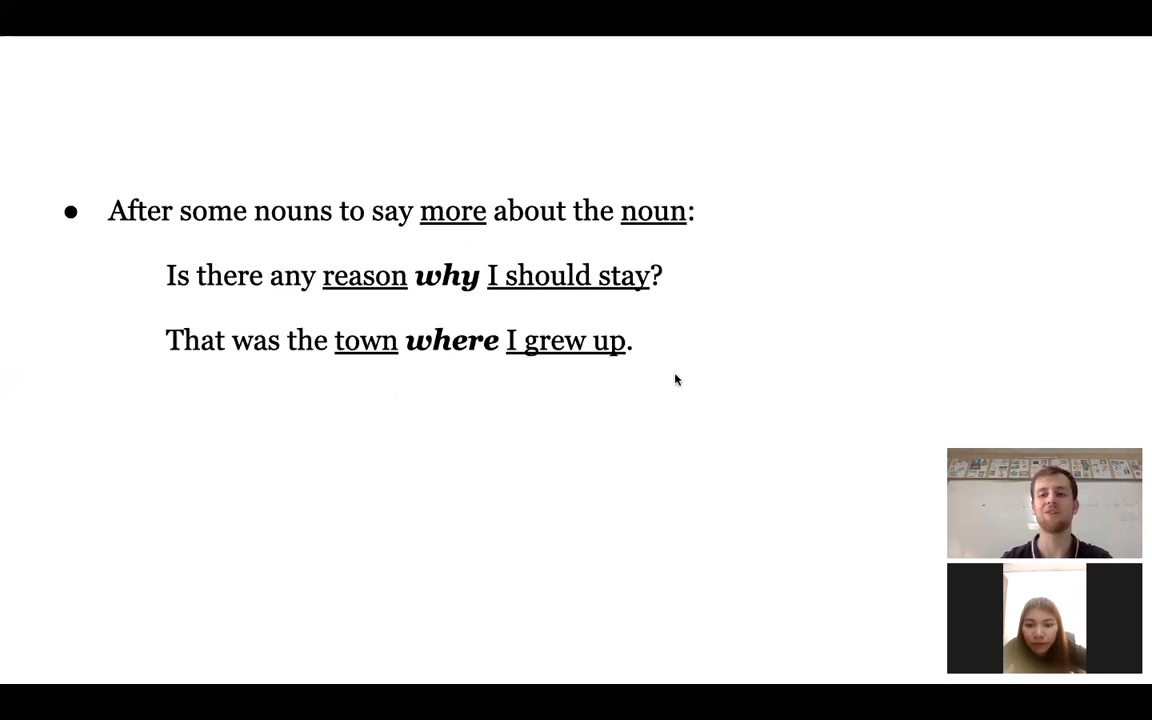 ● After some nouns to say more about the noun:
Is there any reason why I should stay?
That was the town where I grew up.